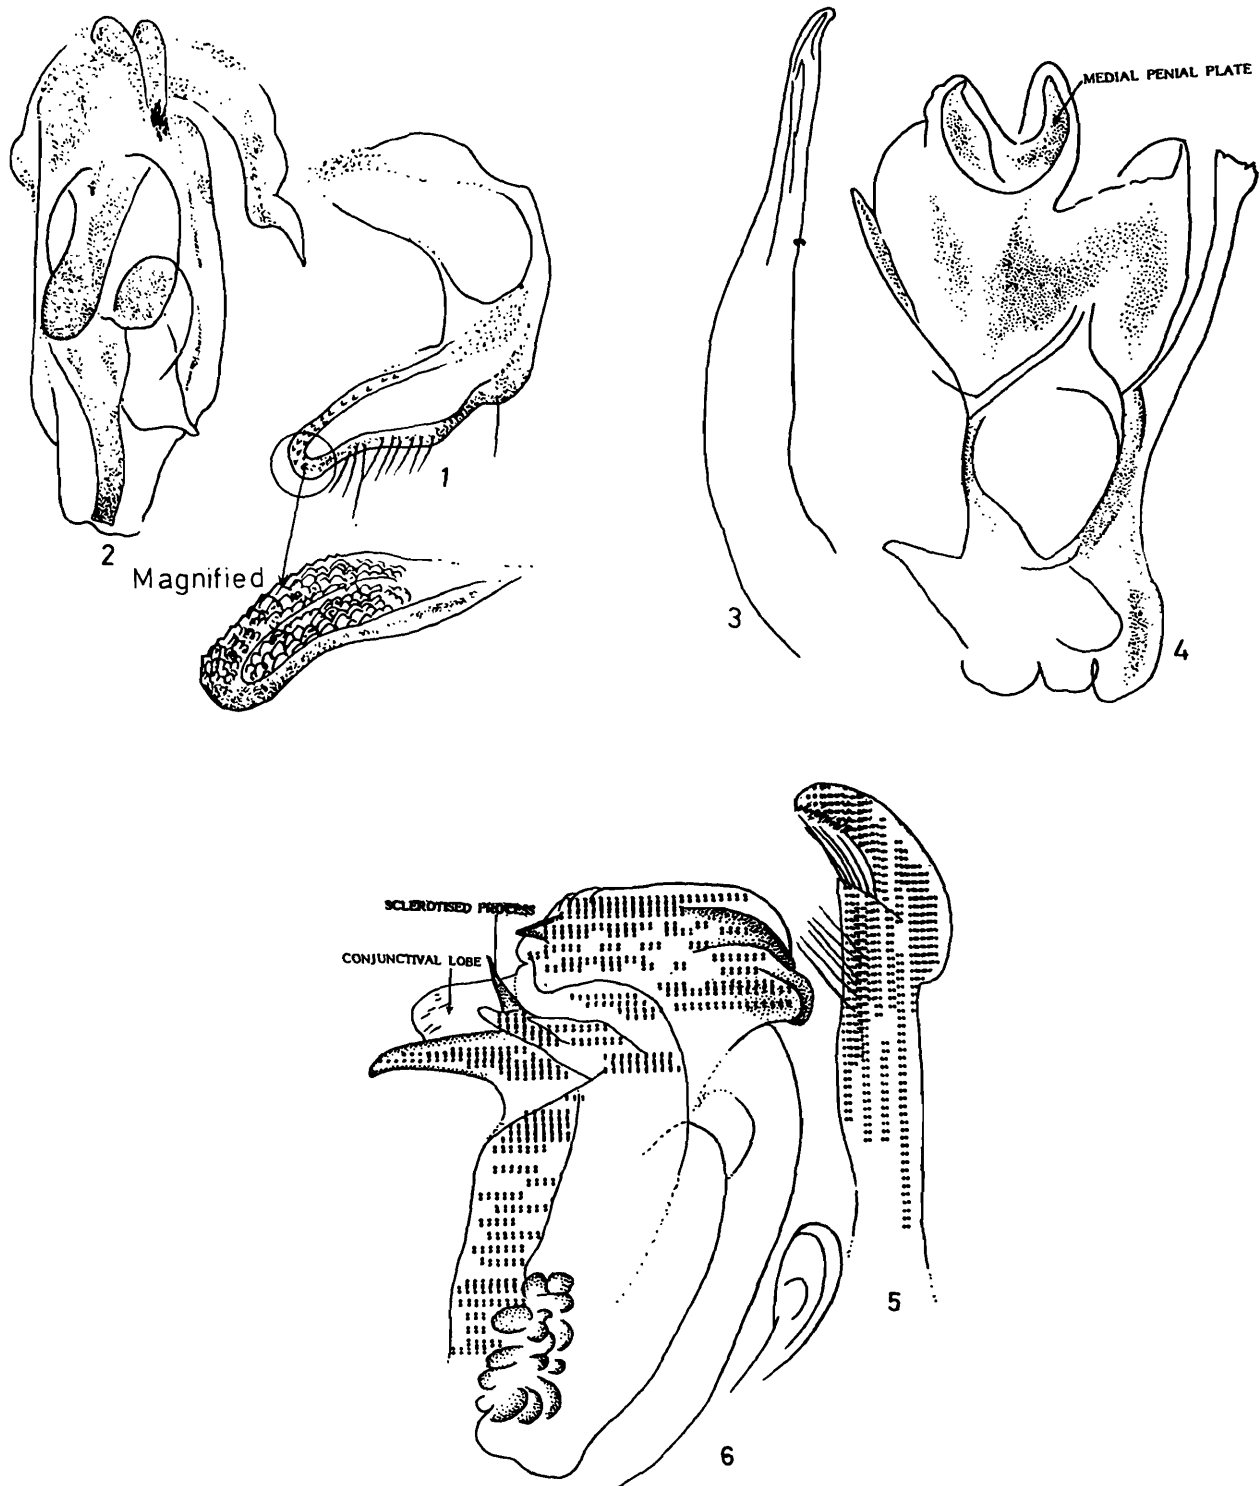 MEDIAL PENIAL PLATE
1
2
Magnified
3
4
SCLEROTISED PROCESS
CONJUNCTIVAL LOBE
5
6